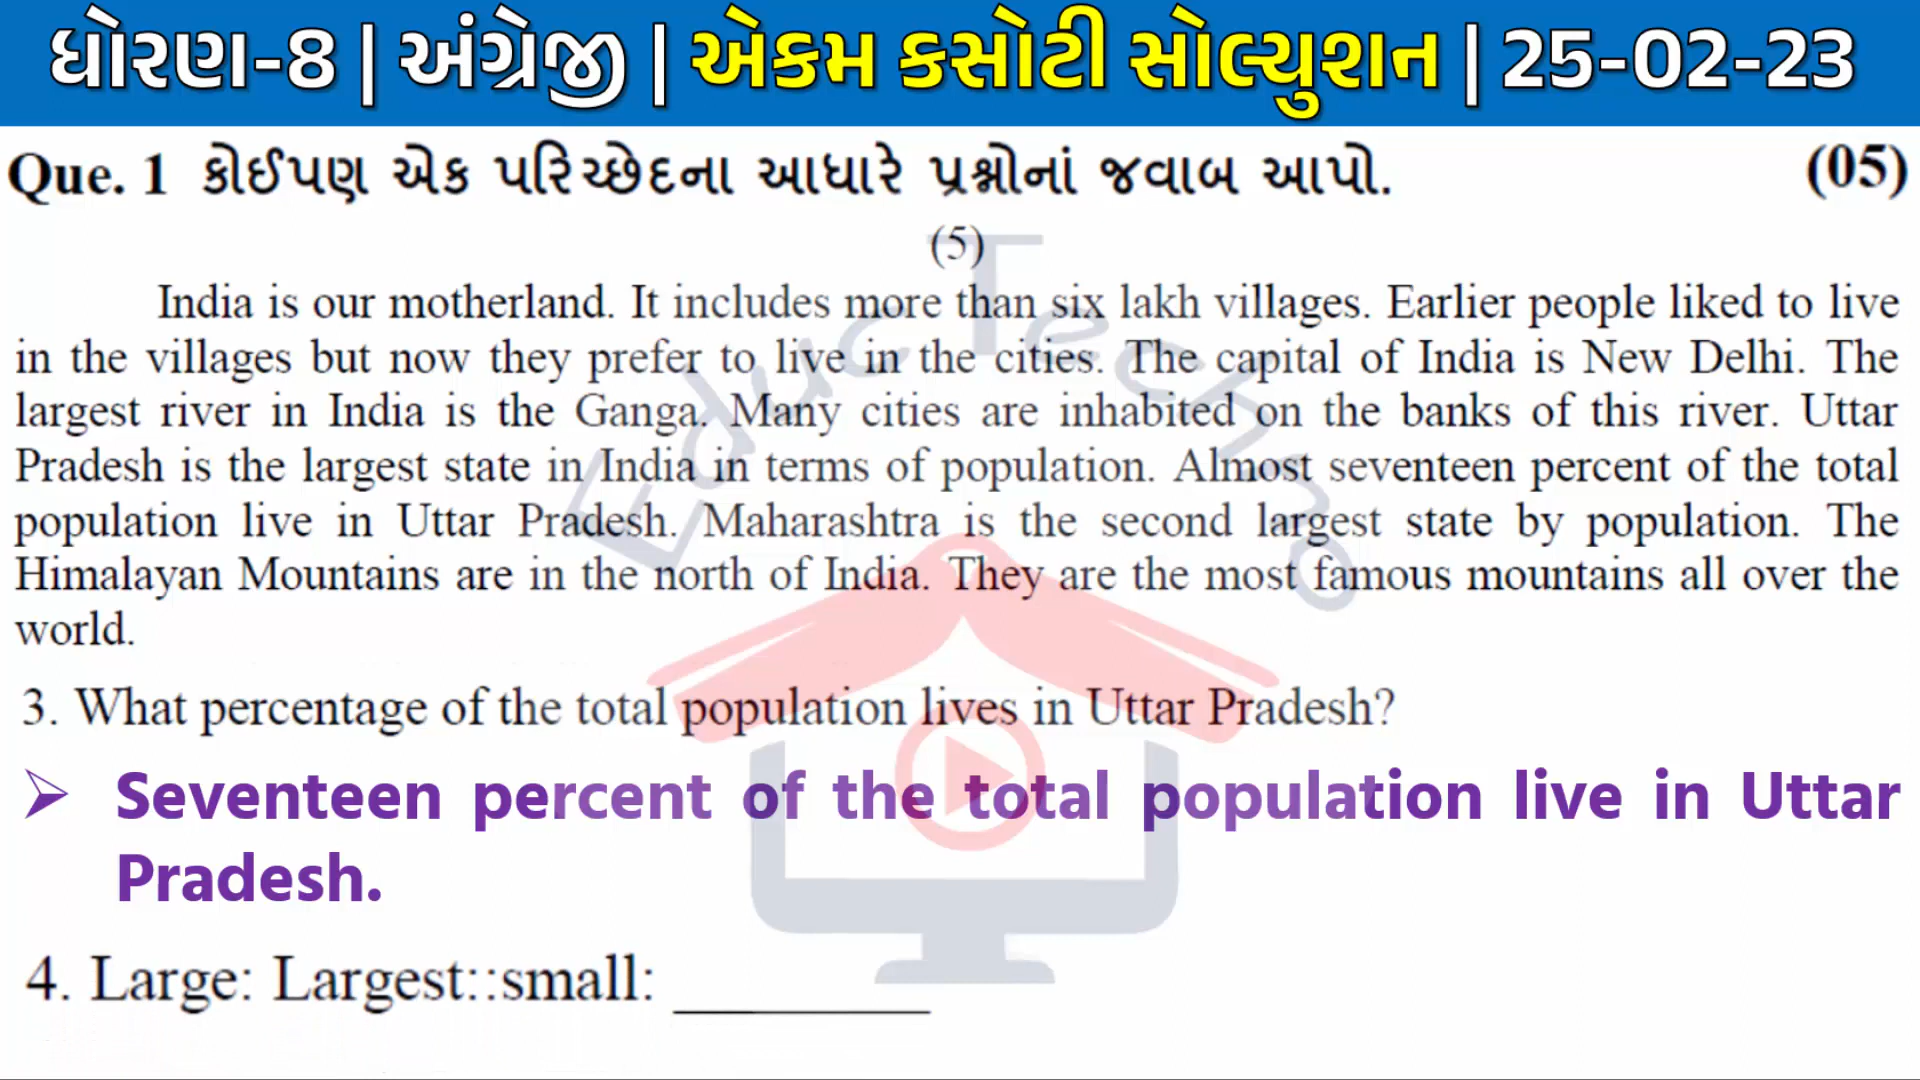 ધોરણ-8 | અંગ્રેજી | એકમ કસોટી સોલ્યુશન | 25-02-23
Que. 1 કોઈપણ એક પરિચ્છેદના આધારે પ્રશ્નોનાં જવાબ આપો. (05)
(5)
India is our motherland. It includes more than six lakh villages. Earlier people liked to live
in the villages but now they prefer to live in the cities. The capital of India is New Delhi. The
largest river in India is the Ganga. Many cities are inhabited on the banks of this river. Uttar
Pradesh is the largest state in India in terms of population. Almost seventeen percent of the total
population live in Uttar Pradesh. Maharashtra is the second largest state by population. The
Himalayan Mountains are in the north of India. They are the most famous mountains all over the
world.
Educ Techno
3. What percentage of the total population lives in Uttar Pradesh?
➢ Seventeen percent of the total population live in Uttar
Pradesh.
4. Large: Largest::small: __________